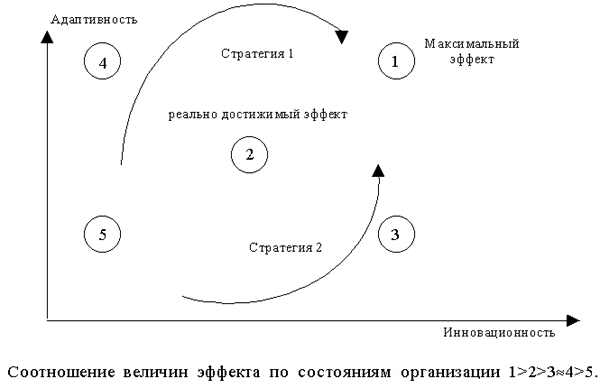 Адаптивность
Стратегия 1
Максимальный
эффект
4
1
реально достижимый эффект
2
5
3
Стратегия 2
Инновационность
Соотношение величин эффекта по состояниям организации 1>2>3≈4>5.